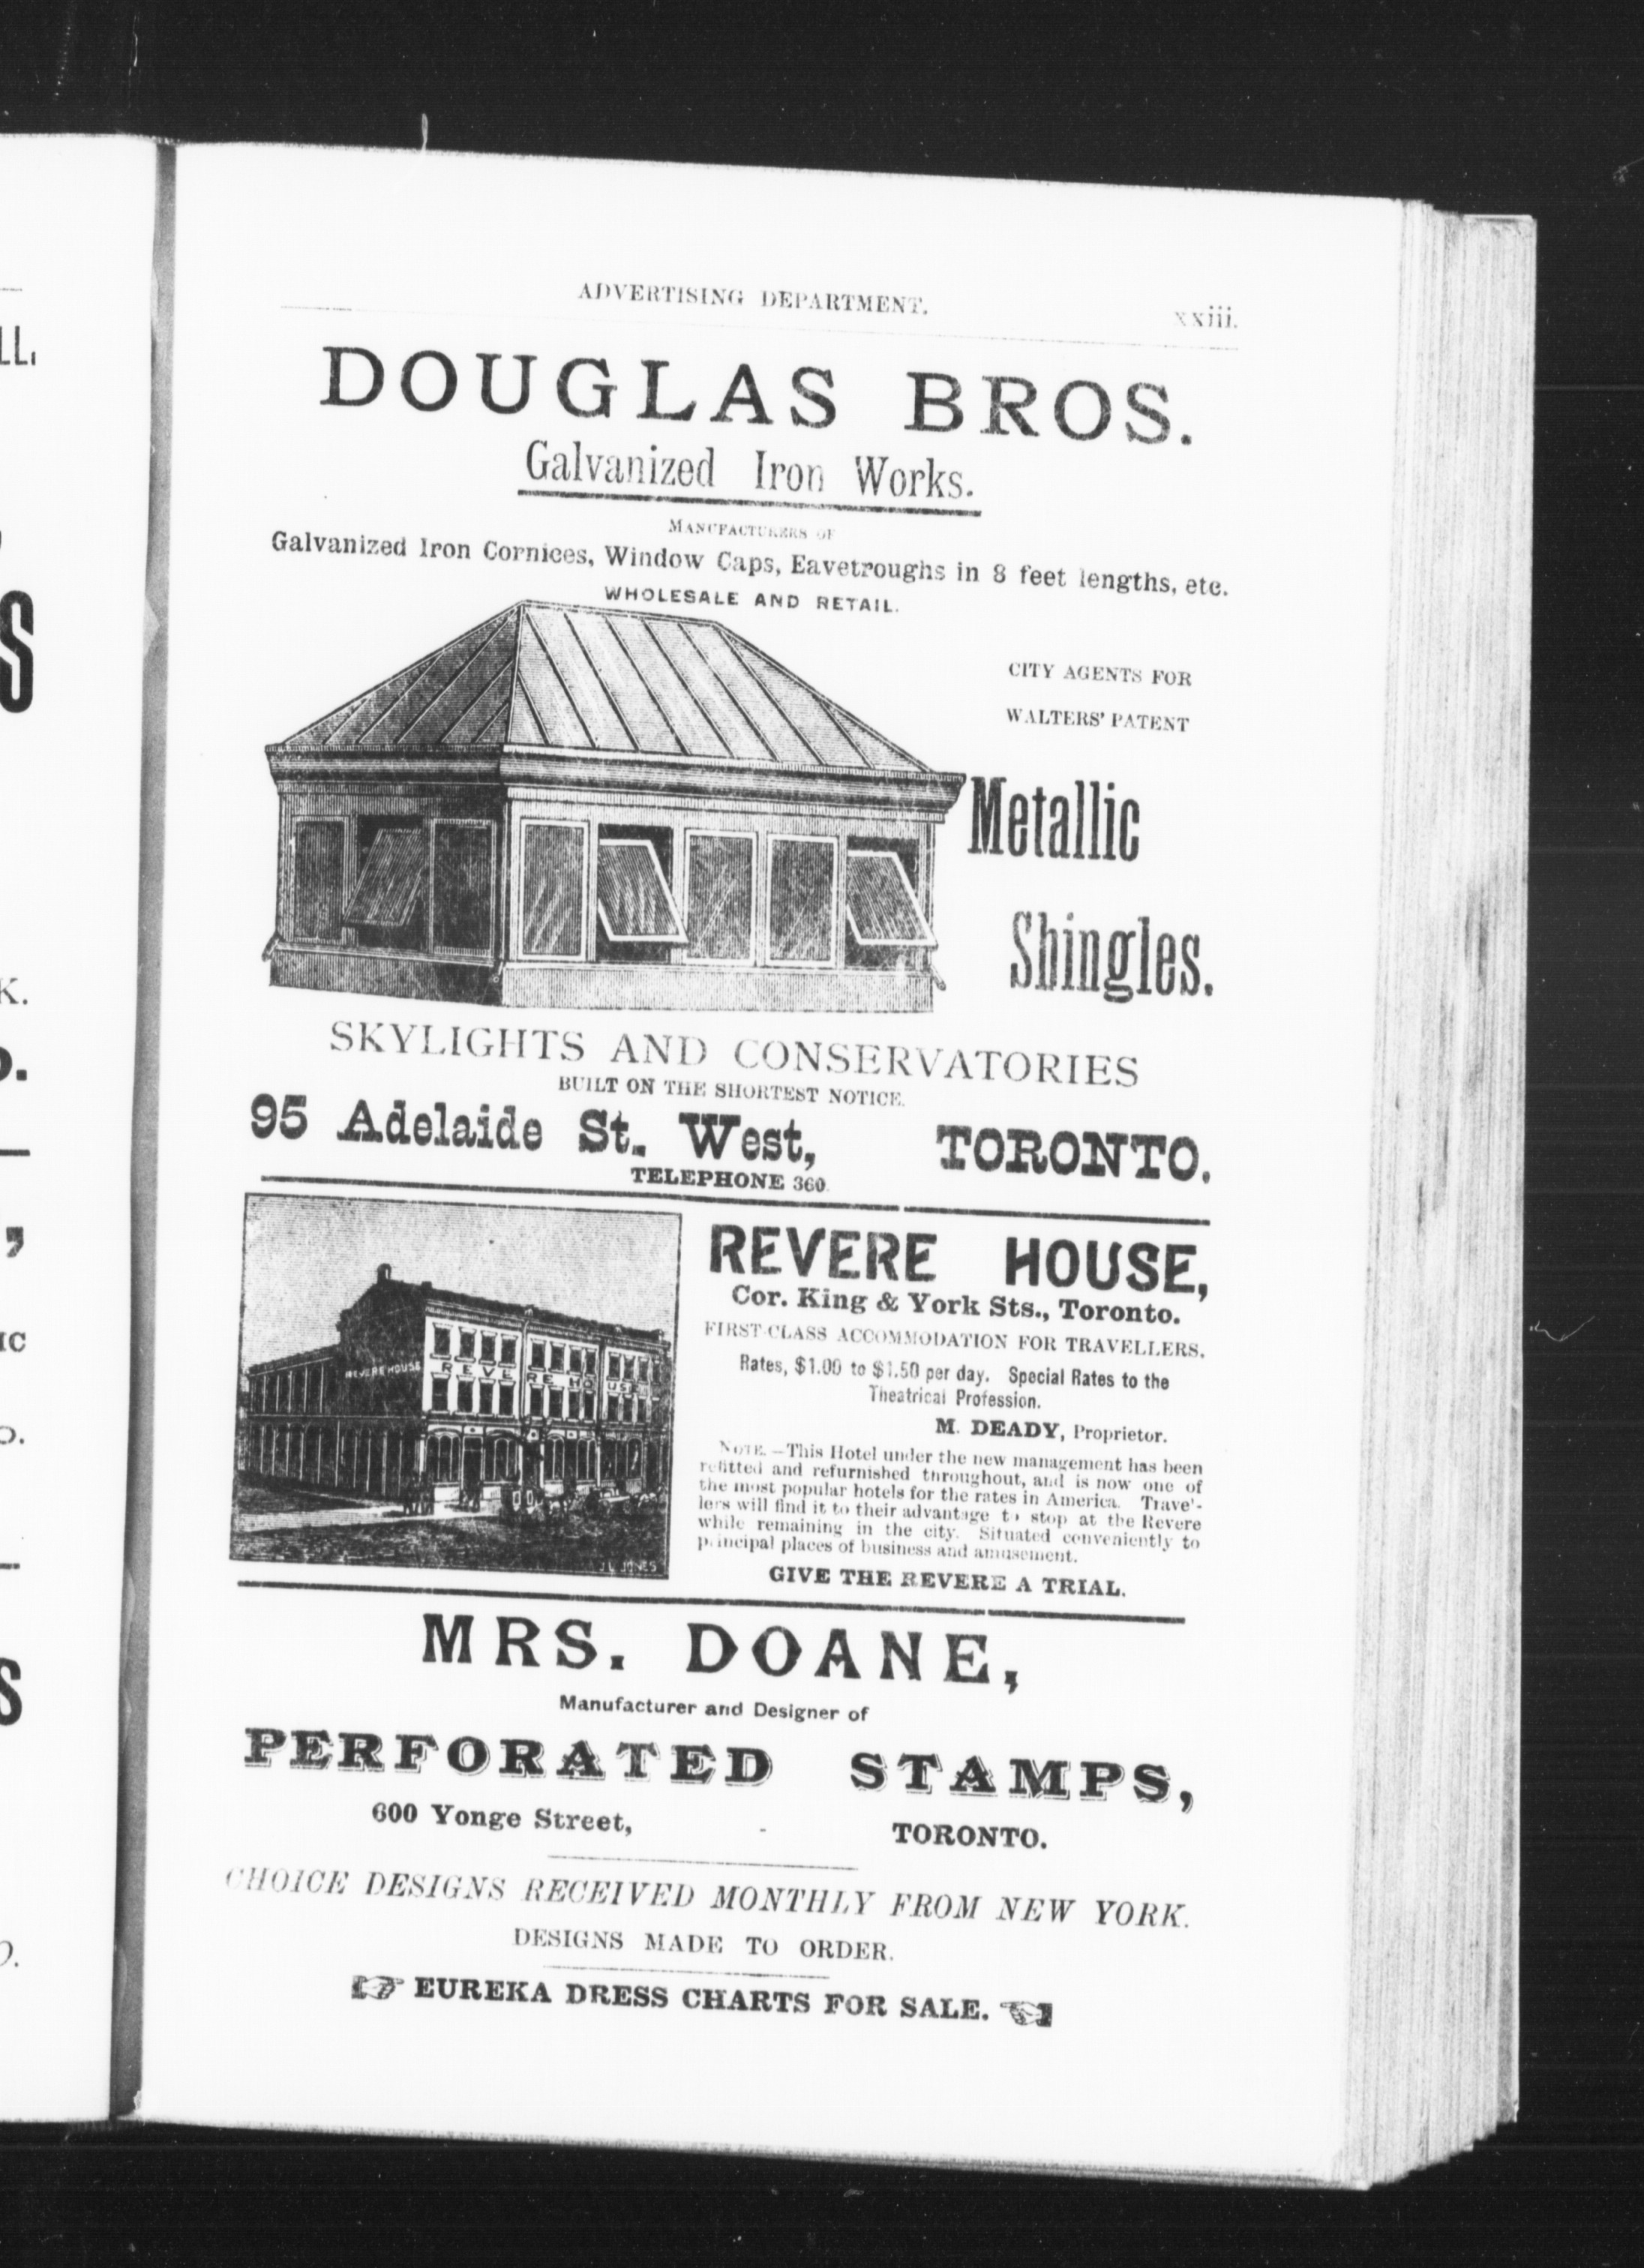 ADVERTISING DEPARTMENT. xxiii.
DOUGLAS BROS.
Galvanized Iron Works.
MANUFACTURERS OF
Galvanized Iron Cornices, Window Caps, Eavetroughs in 8 feet lengths, etc.
WHOLESALE AND RETAIL.
CITY AGENTS FOR
WALTERS' PATENT
Metallic
Shingles.
SKYLIGHTS AND CONSERVATORIES
BUILT ON THE SHORTEST NOTICE.
95 Adelaide St. West, TORONTO.
TELEPHONE 360.
REVERE HOUSE
REVERE HOUSE
J.L. JONES
REVERE HOUSE,
Cor. King & York Sts., Toronto.
FIRST-CLASS ACCOMMODATION FOR TRAVELLERS.
Rates, $1.00 to $1.50 per day. Special Rates to the
Theatrical Profession.
M. DEADY, Proprietor.
NOTE.—This Hotel under the new management has been
refitted and refurnished throughout, and is now one of
the most popular hotels for the rates in America. Travel-
lers will find it to their advantage to stop at the Revere
while remaining in the city. Situated conveniently to
principal places of business and amusement.
GIVE THE REVERE A TRIAL.
MRS. DOANE,
Manufacturer and Designer of
PERFORATED STAMPS,
600 Yonge Street, - TORONTO.
CHOICE DESIGNS RECEIVED MONTHLY FROM NEW YORK.
DESIGNS MADE TO ORDER.
☞ EUREKA DRESS CHARTS FOR SALE. ☜